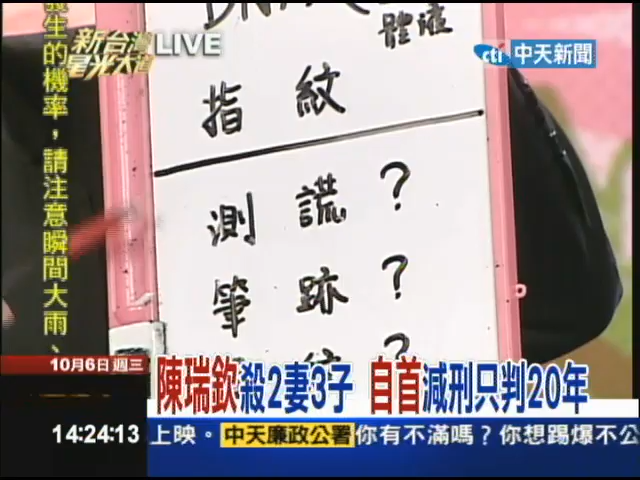 發生的機率，請注意瞬間大雨、
新台灣
星光大道
LIVE
cti 中天新聞
DNA
體液
指紋
測謊？
筆跡？
？
10月6日 週三
陳瑞欽殺2妻3子 自首減刑只判20年
14:24:13
上映。中天廉政公署 你有不滿嗎？你想踢爆不公